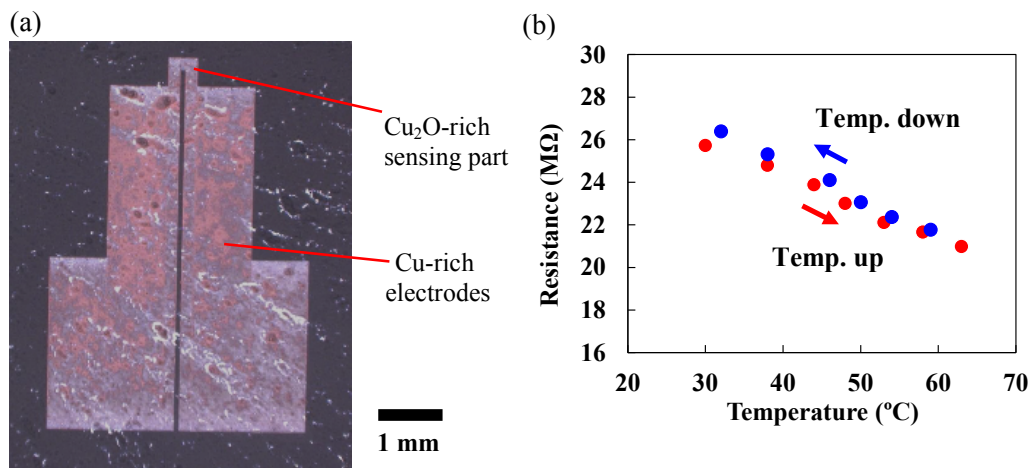 (a)
Cu₂O-rich
sensing part
Cu-rich
electrodes
1 mm
(b)
Resistance (MΩ)
30
28
26
24
22
20
18
16
Temp. down
Temp. up
20 30 40 50 60 70
Temperature (ºC)